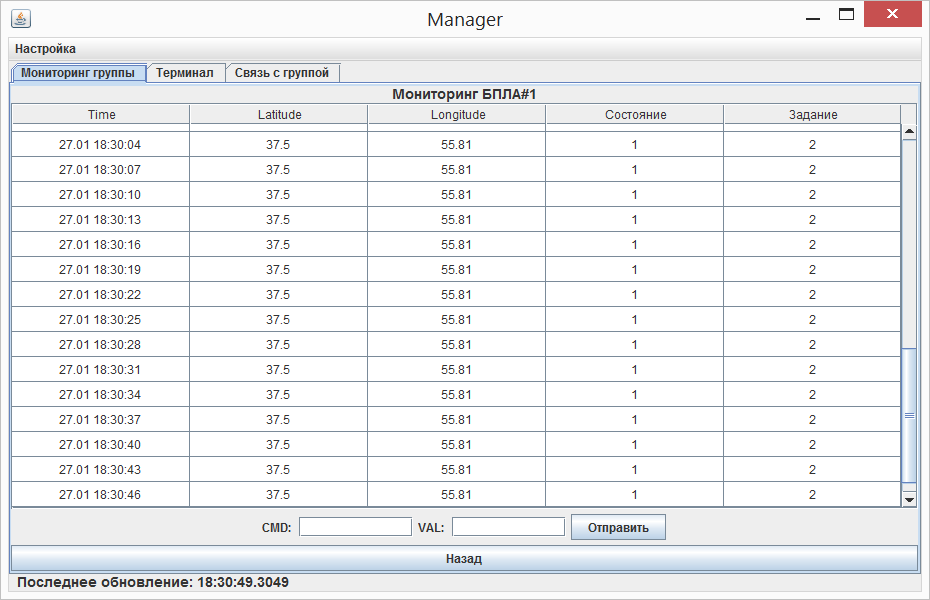 Manager
Настройка
Мониторинг группы Терминал Связь с группой
Мониторинг БПЛА#1
Time Latitude Longitude Состояние Задание
27.01 18:30:04 37.5 55.81 1 2
27.01 18:30:07 37.5 55.81 1 2
27.01 18:30:10 37.5 55.81 1 2
27.01 18:30:13 37.5 55.81 1 2
27.01 18:30:16 37.5 55.81 1 2
27.01 18:30:19 37.5 55.81 1 2
27.01 18:30:22 37.5 55.81 1 2
27.01 18:30:25 37.5 55.81 1 2
27.01 18:30:28 37.5 55.81 1 2
27.01 18:30:31 37.5 55.81 1 2
27.01 18:30:34 37.5 55.81 1 2
27.01 18:30:37 37.5 55.81 1 2
27.01 18:30:40 37.5 55.81 1 2
27.01 18:30:43 37.5 55.81 1 2
27.01 18:30:46 37.5 55.81 1 2
CMD: VAL: Отправить
Назад
Последнее обновление: 18:30:49.3049